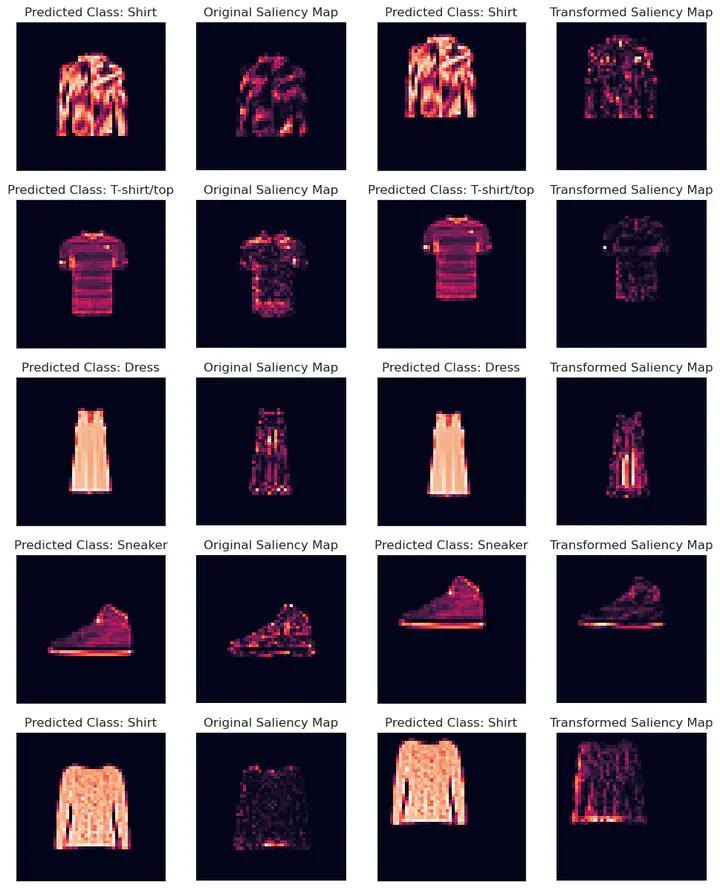 Predicted Class: Shirt Original Saliency Map Predicted Class: Shirt Transformed Saliency Map
Predicted Class: T-shirt/top Original Saliency Map Predicted Class: T-shirt/top Transformed Saliency Map
Predicted Class: Dress Original Saliency Map Predicted Class: Dress Transformed Saliency Map
Predicted Class: Sneaker Original Saliency Map Predicted Class: Sneaker Transformed Saliency Map
Predicted Class: Shirt Original Saliency Map Predicted Class: Shirt Transformed Saliency Map